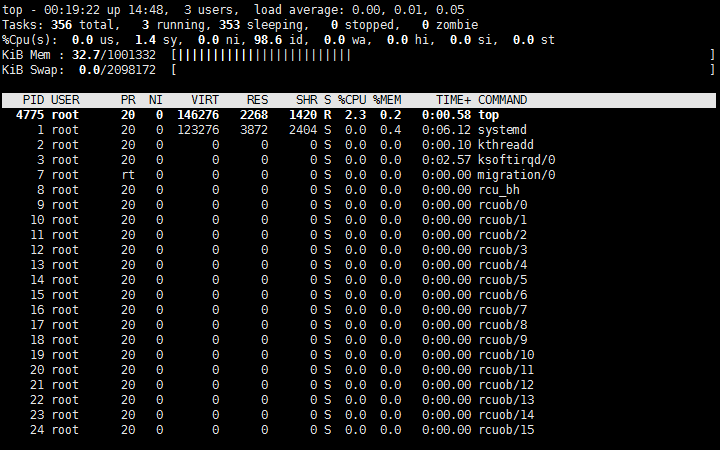 top - 00:19:22 up 14:48,  3 users,  load average: 0.00, 0.01, 0.05
Tasks: 356 total,   3 running, 353 sleeping,   0 stopped,   0 zombie
%Cpu(s):  0.0 us,  1.4 sy,  0.0 ni, 98.6 id,  0.0 wa,  0.0 hi,  0.0 si,  0.0 st
KiB Mem : 32.7/1001332  [|||||||||||||||||||||||||                                                   ]
KiB Swap:  0.0/2098172  [                                                                            ]
PID USER      PR  NI    VIRT    RES    SHR S %CPU %MEM     TIME+ COMMAND
4775 root      20   0  146276   2268   1420 R  2.3  0.2   0:00.58 top
1 root      20   0  123276   3872   2404 S  0.0  0.4   0:06.12 systemd
2 root      20   0       0      0      0 S  0.0  0.0   0:00.10 kthreadd
3 root      20   0       0      0      0 S  0.0  0.0   0:02.57 ksoftirqd/0
7 root      rt   0       0      0      0 S  0.0  0.0   0:00.00 migration/0
8 root      20   0       0      0      0 S  0.0  0.0   0:00.00 rcu_bh
9 root      20   0       0      0      0 S  0.0  0.0   0:00.00 rcuob/0
10 root      20   0       0      0      0 S  0.0  0.0   0:00.00 rcuob/1
11 root      20   0       0      0      0 S  0.0  0.0   0:00.00 rcuob/2
12 root      20   0       0      0      0 S  0.0  0.0   0:00.00 rcuob/3
13 root      20   0       0      0      0 S  0.0  0.0   0:00.00 rcuob/4
14 root      20   0       0      0      0 S  0.0  0.0   0:00.00 rcuob/5
15 root      20   0       0      0      0 S  0.0  0.0   0:00.00 rcuob/6
16 root      20   0       0      0      0 S  0.0  0.0   0:00.00 rcuob/7
17 root      20   0       0      0      0 S  0.0  0.0   0:00.00 rcuob/8
18 root      20   0       0      0      0 S  0.0  0.0   0:00.00 rcuob/9
19 root      20   0       0      0      0 S  0.0  0.0   0:00.00 rcuob/10
20 root      20   0       0      0      0 S  0.0  0.0   0:00.00 rcuob/11
21 root      20   0       0      0      0 S  0.0  0.0   0:00.00 rcuob/12
22 root      20   0       0      0      0 S  0.0  0.0   0:00.00 rcuob/13
23 root      20   0       0      0      0 S  0.0  0.0   0:00.00 rcuob/14
24 root      20   0       0      0      0 S  0.0  0.0   0:00.00 rcuob/15